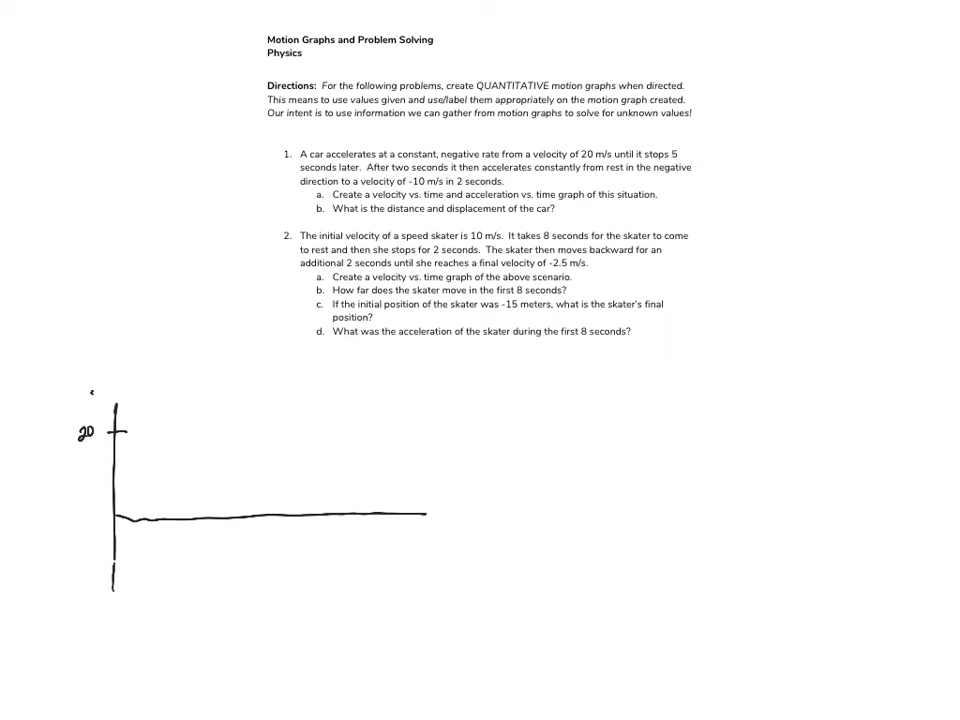 Motion Graphs and Problem Solving
Physics
Directions: For the following problems, create QUANTITATIVE motion graphs when directed.
This means to use values given and use/label them appropriately on the motion graph created.
Our intent is to use information we can gather from motion graphs to solve for unknown values!
1. A car accelerates at a constant, negative rate from a velocity of 20 m/s until it stops 5
seconds later. After two seconds it then accelerates constantly from rest in the negative
direction to a velocity of -10 m/s in 2 seconds.
a. Create a velocity vs. time and acceleration vs. time graph of this situation.
b. What is the distance and displacement of the car?
2. The initial velocity of a speed skater is 10 m/s. It takes 8 seconds for the skater to come
to rest and then she stops for 2 seconds. The skater then moves backward for an
additional 2 seconds until she reaches a final velocity of -2.5 m/s.
a. Create a velocity vs. time graph of the above scenario.
b. How far does the skater move in the first 8 seconds?
c. If the initial position of the skater was -15 meters, what is the skater's final
position?
d. What was the acceleration of the skater during the first 8 seconds?
20